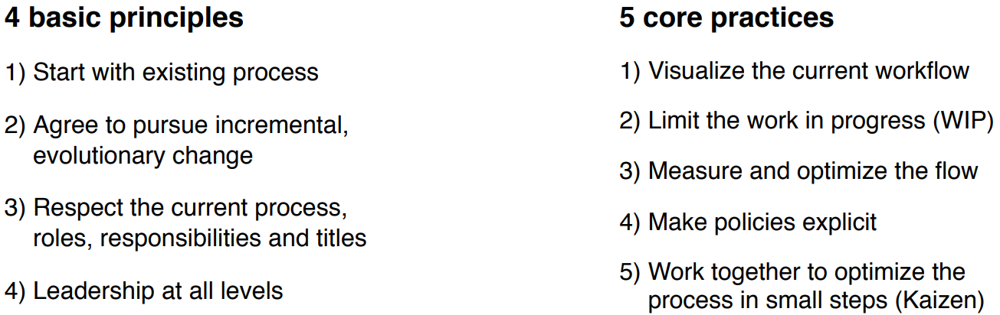 4 basic principles
1) Start with existing process
2) Agree to pursue incremental,
evolutionary change
3) Respect the current process,
roles, responsibilities and titles
4) Leadership at all levels
5 core practices
1) Visualize the current workflow
2) Limit the work in progress (WIP)
3) Measure and optimize the flow
4) Make policies explicit
5) Work together to optimize the
process in small steps (Kaizen)